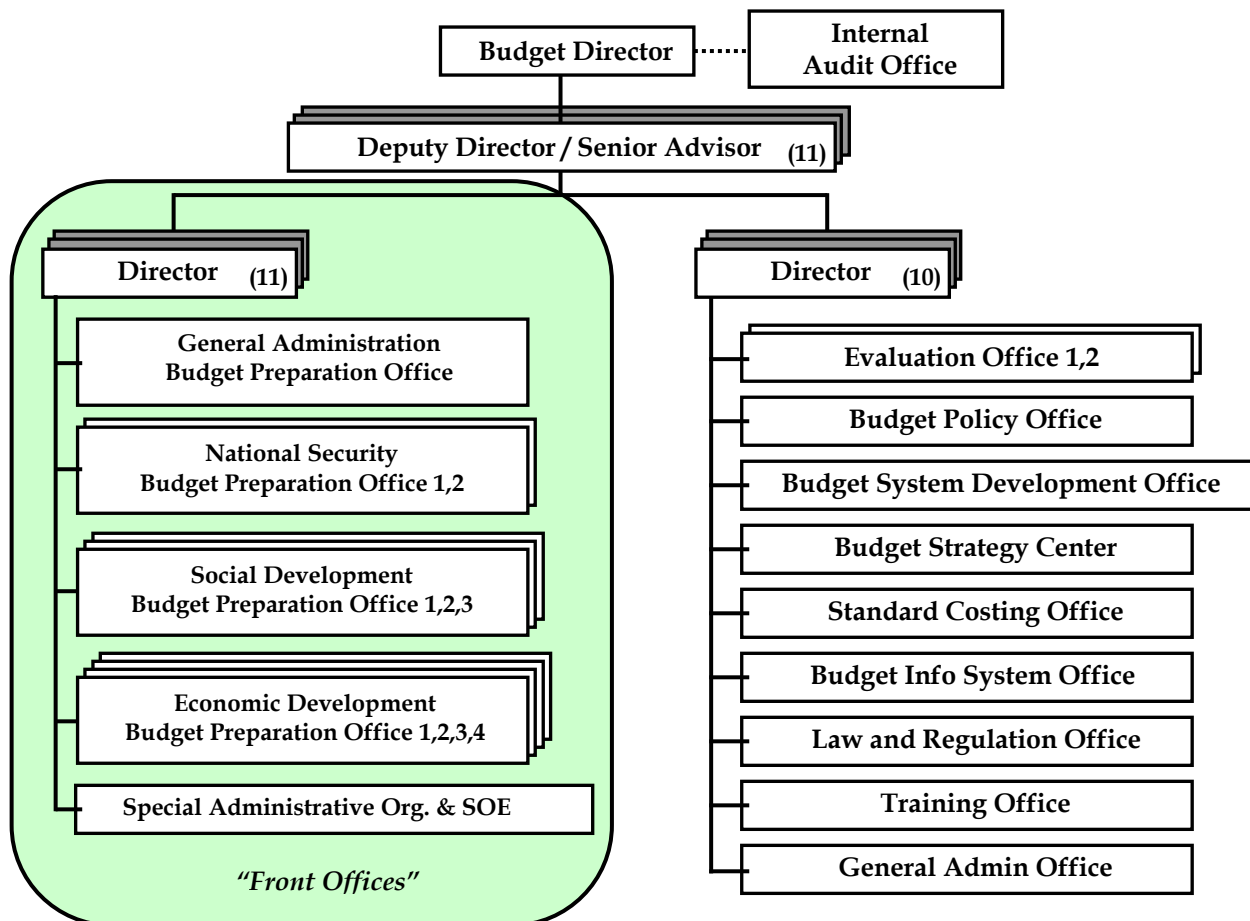 Budget Director
Internal
Audit Office
Deputy Director / Senior Advisor (11)
Director (11)
General Administration
Budget Preparation Office
National Security
Budget Preparation Office 1,2
Social Development
Budget Preparation Office 1,2,3
Economic Development
Budget Preparation Office 1,2,3,4
Special Administrative Org. & SOE
“Front Offices”
Director (10)
Evaluation Office 1,2
Budget Policy Office
Budget System Development Office
Budget Strategy Center
Standard Costing Office
Budget Info System Office
Law and Regulation Office
Training Office
General Admin Office